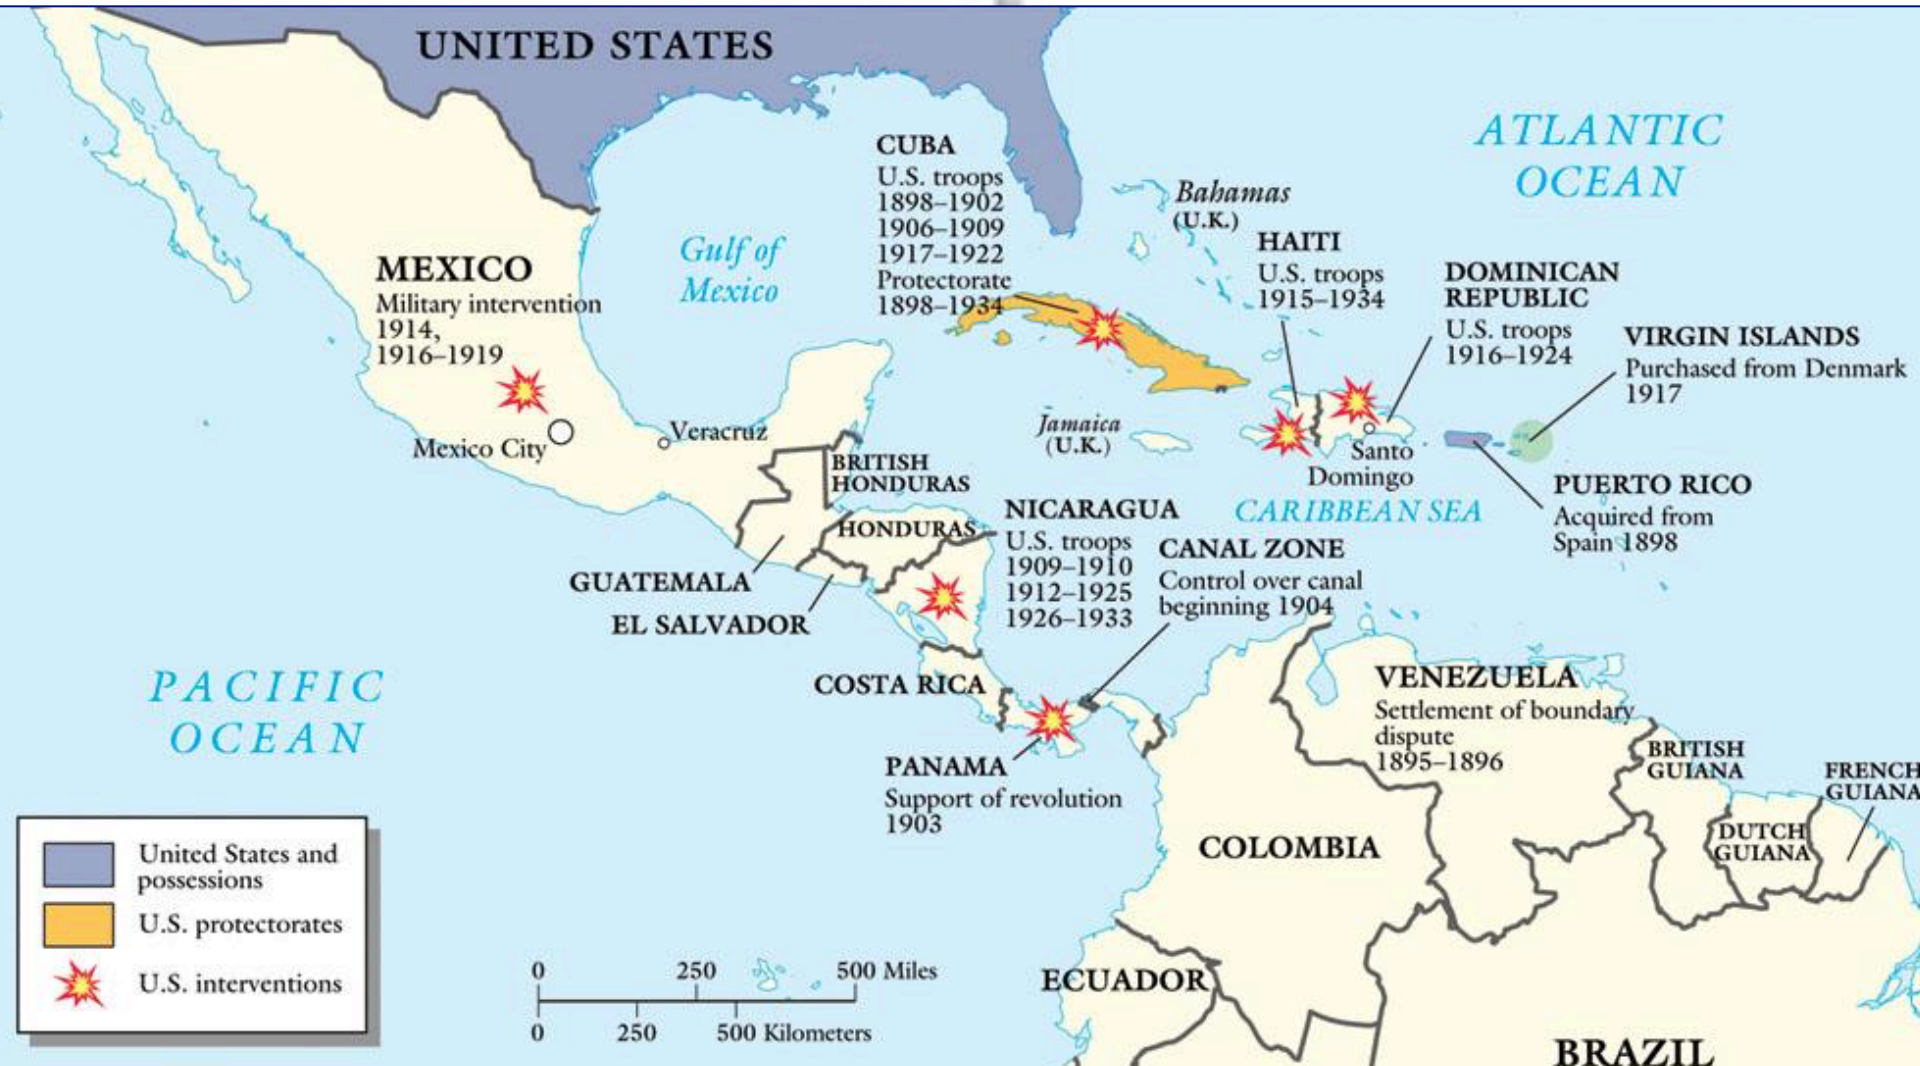 UNITED STATES
ATLANTIC
OCEAN
CUBA
U.S. troops
1898–1902
1906–1909
1917–1922
Protectorate
1898–1934
Bahamas
(U.K.)
HAITI
U.S. troops
1915–1934
DOMINICAN
REPUBLIC
U.S. troops
1916–1924
VIRGIN ISLANDS
Purchased from Denmark
1917
Gulf of
Mexico
MEXICO
Military intervention
1914,
1916–1919
Mexico City
Veracruz
Jamaica
(U.K.)
Santo
Domingo
PUERTO RICO
Acquired from
Spain 1898
CARIBBEAN SEA
BRITISH
HONDURAS
HONDURAS
NICARAGUA
U.S. troops
1909–1910
1912–1925
1926–1933
CANAL ZONE
Control over canal
beginning 1904
GUATEMALA
EL SALVADOR
COSTA RICA
PACIFIC
OCEAN
PANAMA
Support of revolution
1903
VENEZUELA
Settlement of boundary
dispute
1895–1896
BRITISH
GUIANA
FRENCH
GUIANA
DUTCH
GUIANA
COLOMBIA
ECUADOR
BRAZIL
United States and
possessions
U.S. protectorates
U.S. interventions
0 250 500 Miles
0 250 500 Kilometers